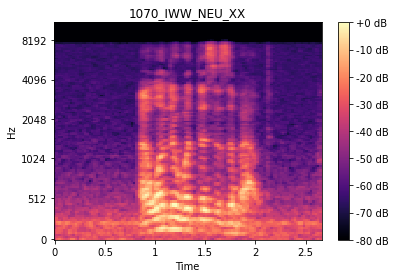 1070_IWW_NEU_XX
+0 dB
8192
-10 dB
4096
-20 dB
-30 dB
2048
Hz
-40 dB
1024
-50 dB
512
-60 dB
-70 dB
0
-80 dB
0 0.5 1 1.5 2 2.5
Time